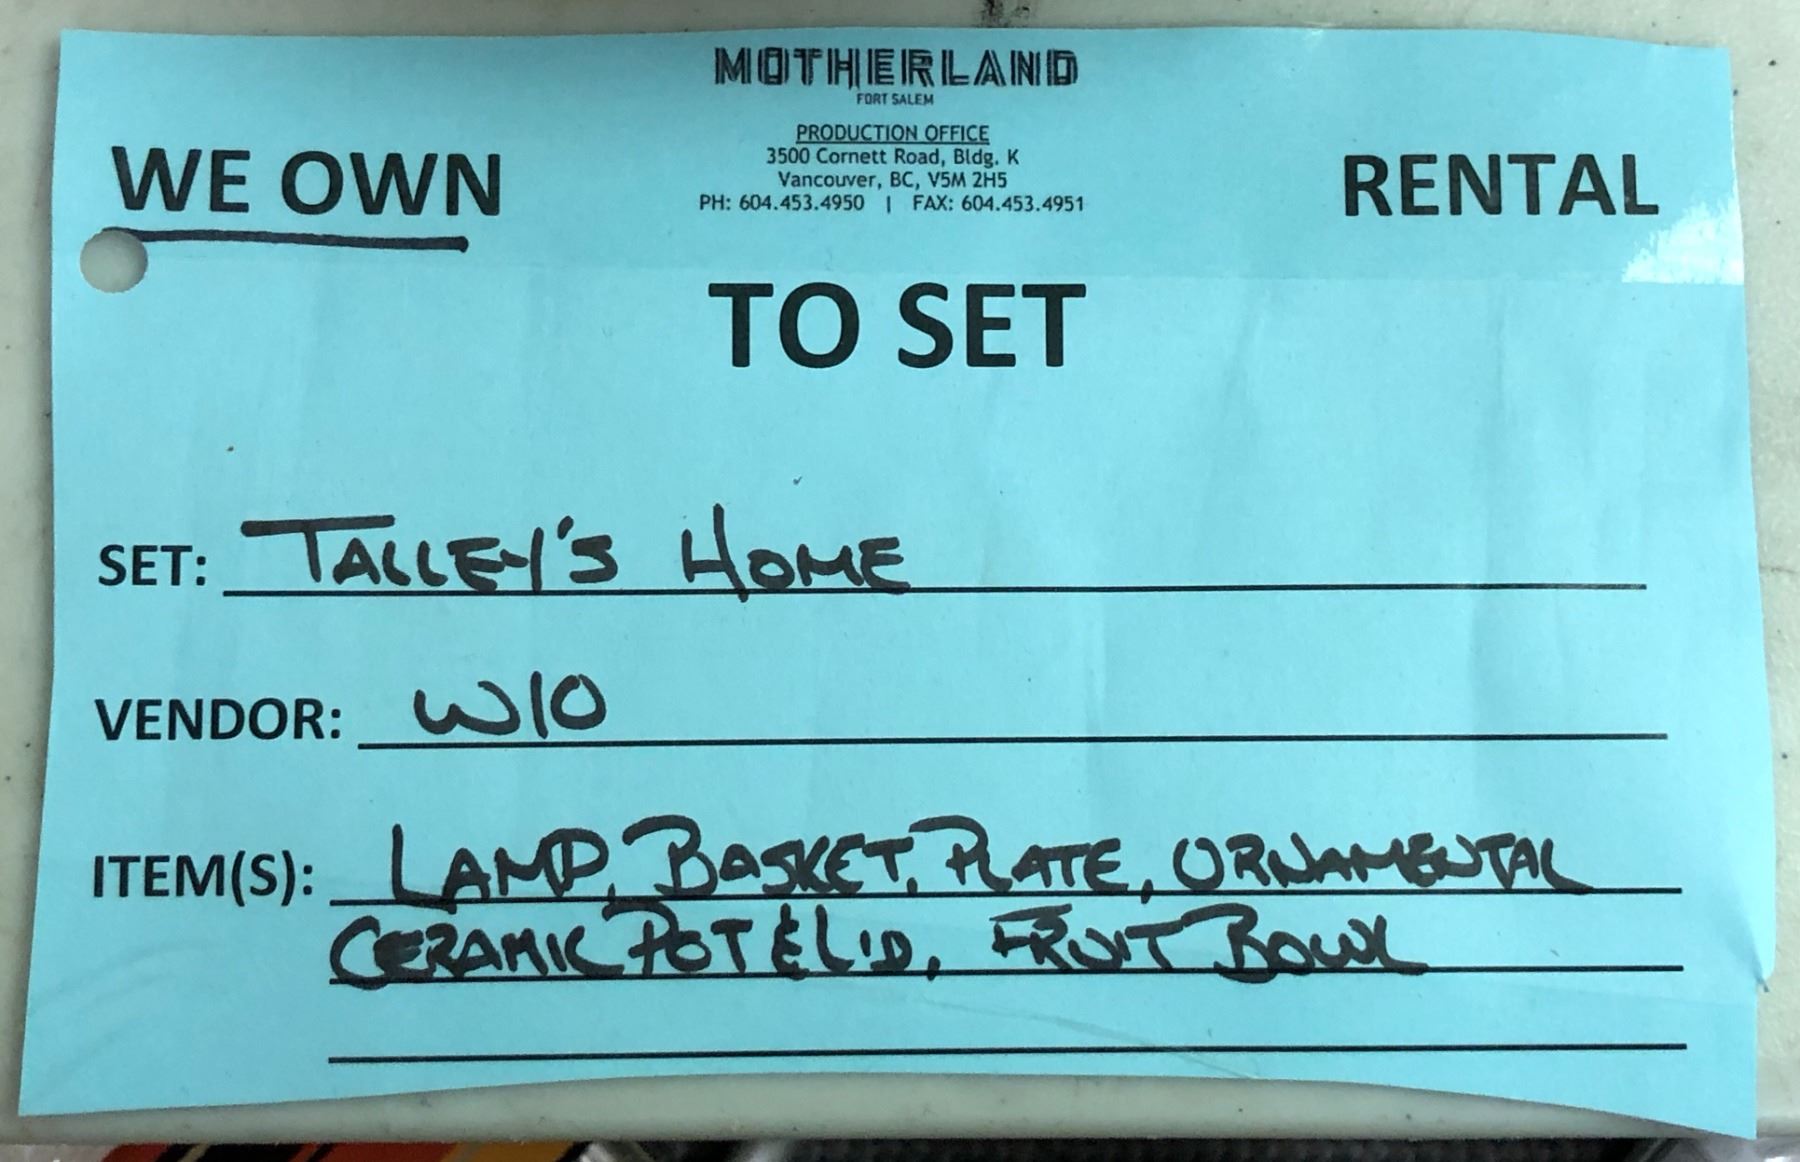 MOTHERLAND
FORT SALEM
PRODUCTION OFFICE
3500 Cornett Road, Bldg. K
Vancouver, BC, V5M 2H5
PH: 604.453.4950 | FAX: 604.453.4951
WE OWN
RENTAL
TO SET
SET: TALLEY'S HOME
VENDOR: W10
ITEM(S): LAMP, BASKET, PLATE, ORNAMENTAL
CERAMIC POT & LID, FRUIT BOWL